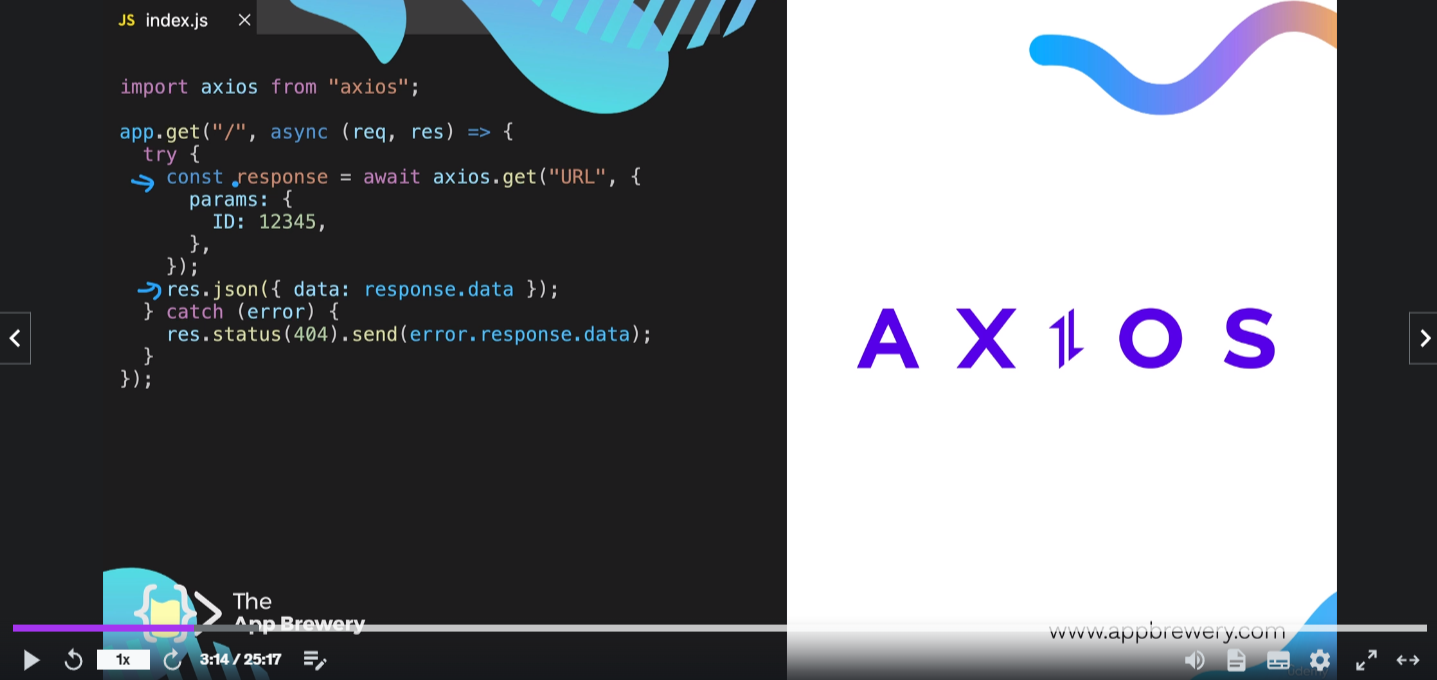 JS index.js ×
import axios from "axios";
app.get("/", async (req, res) => {
try {
const response = await axios.get("URL", {
params: {
ID: 12345,
},
});
res.json({ data: response.data });
} catch (error) {
res.status(404).send(error.response.data);
}
});
AXIOS
The
App Brewery
www.appbrewery.com
1x 3:14 / 25:17